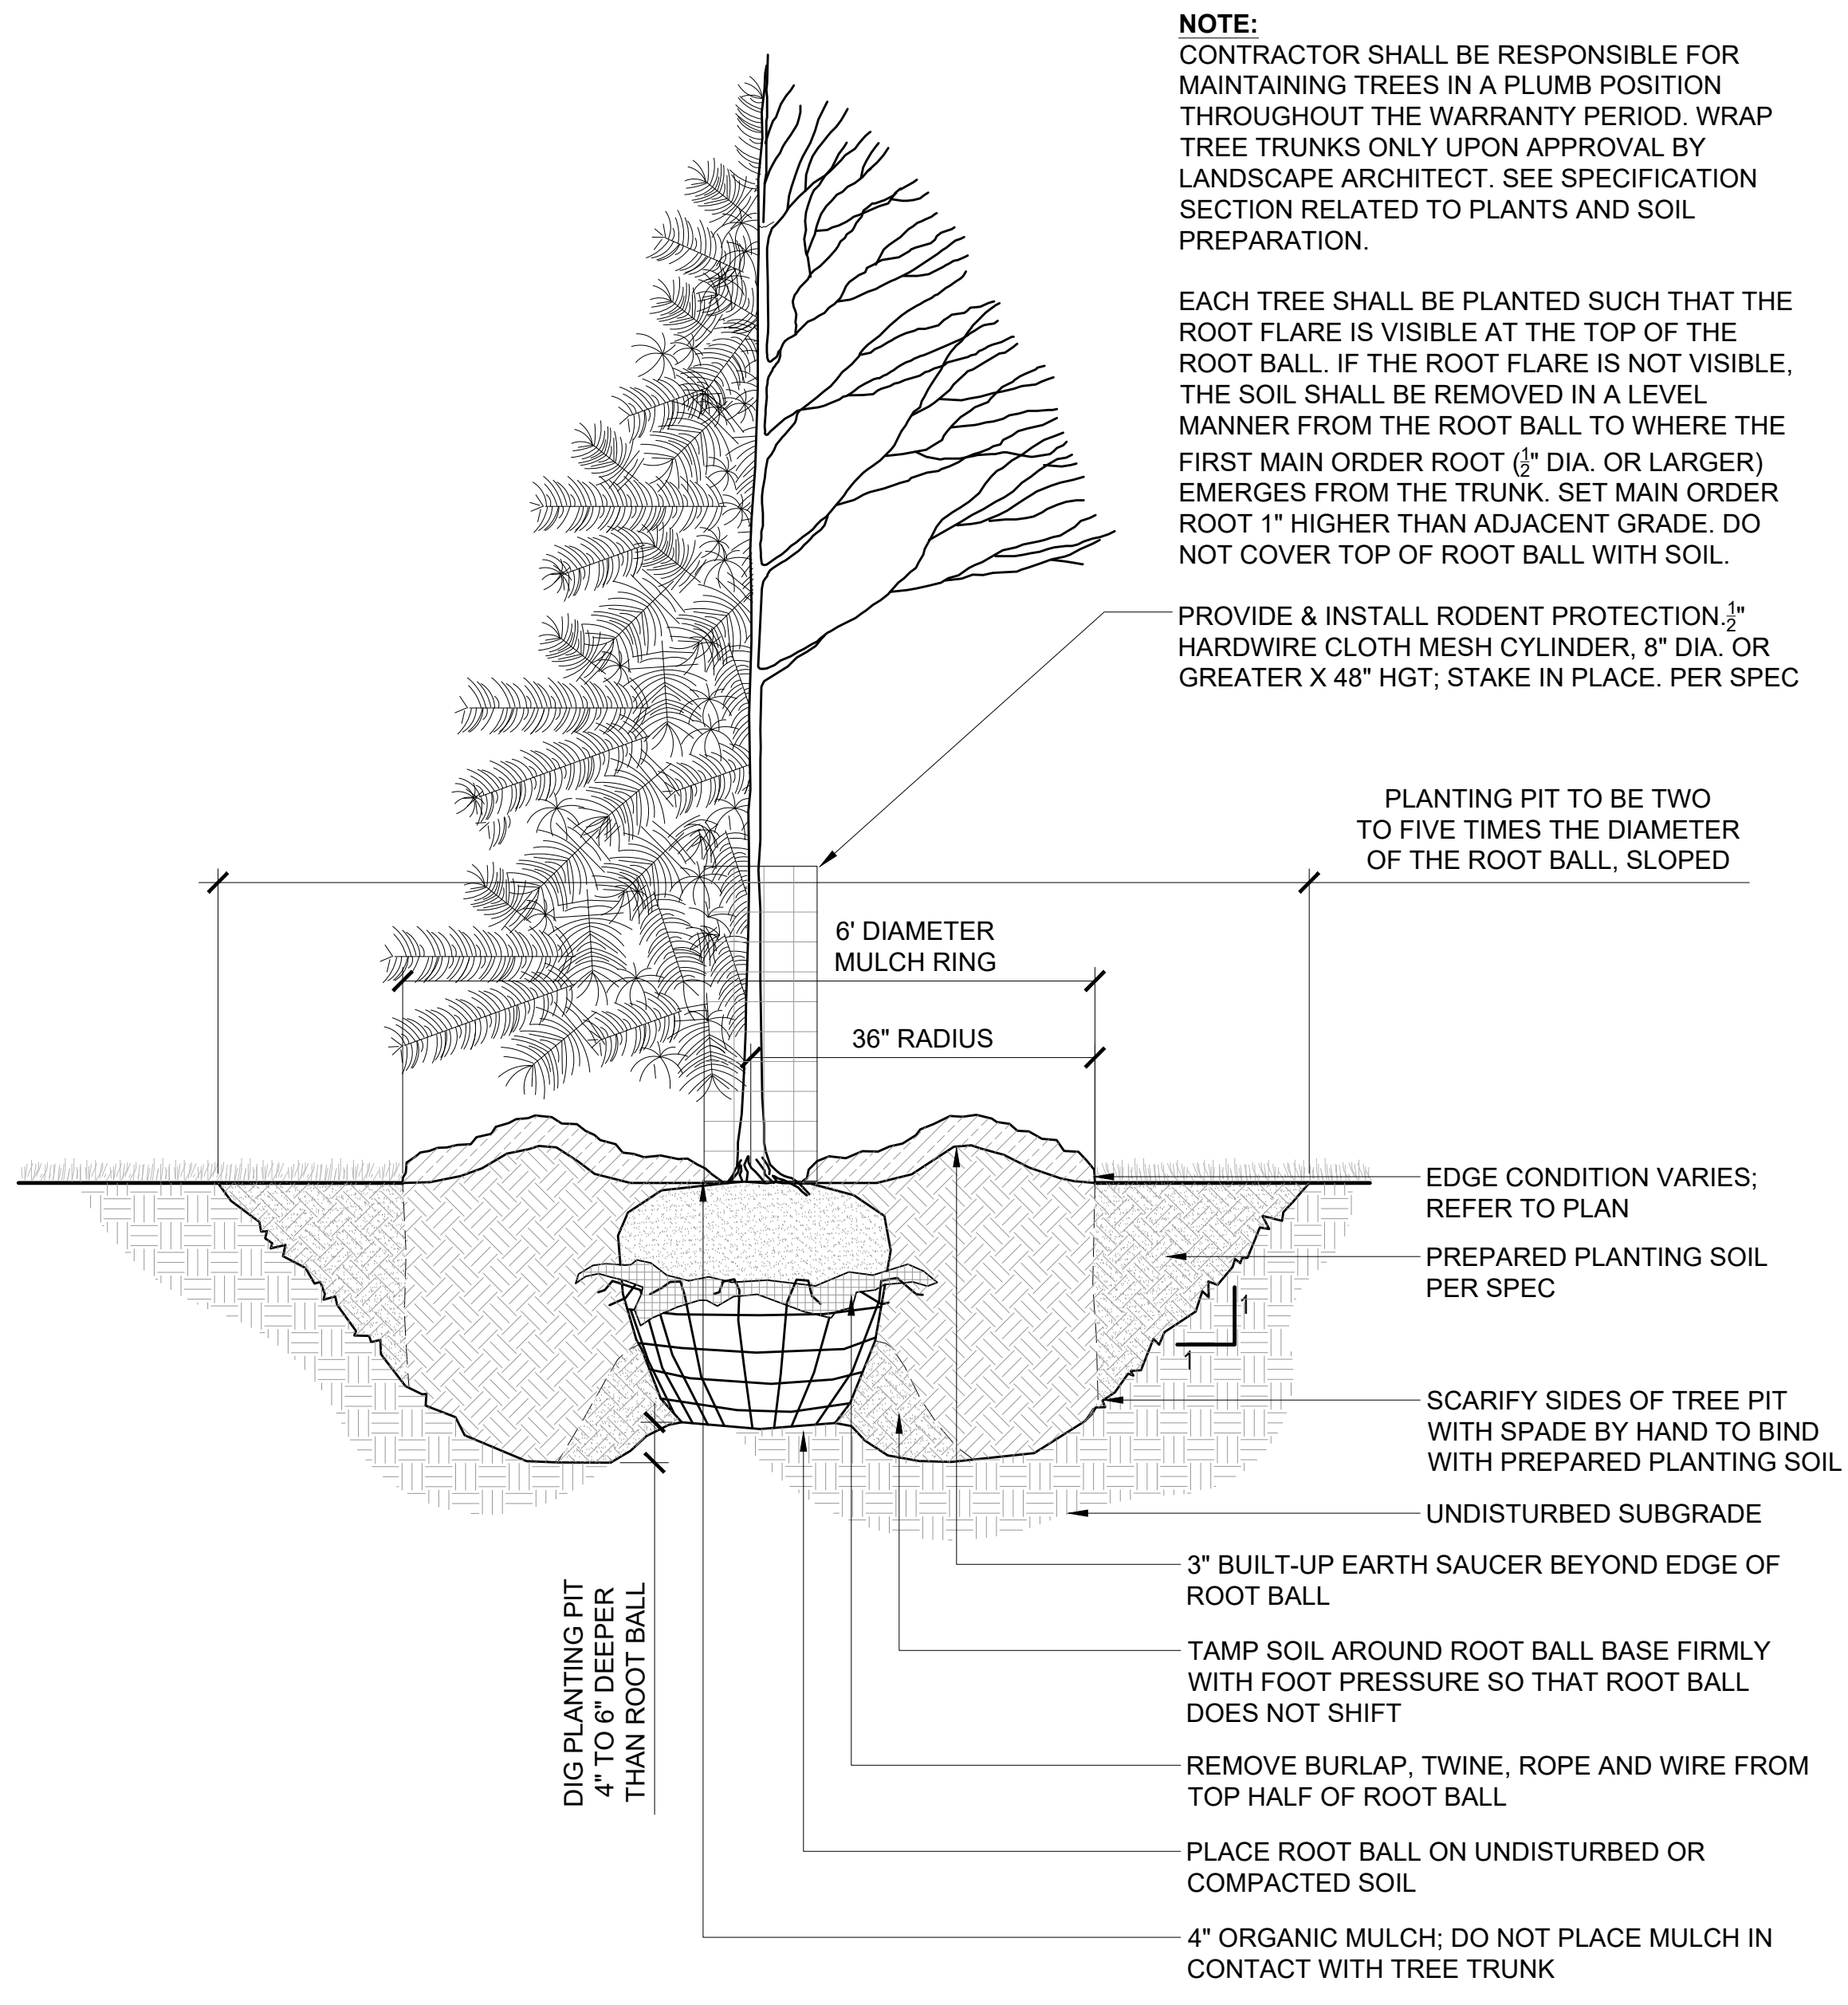 NOTE:
CONTRACTOR SHALL BE RESPONSIBLE FOR
MAINTAINING TREES IN A PLUMB POSITION
THROUGHOUT THE WARRANTY PERIOD. WRAP
TREE TRUNKS ONLY UPON APPROVAL BY
LANDSCAPE ARCHITECT. SEE SPECIFICATION
SECTION RELATED TO PLANTS AND SOIL
PREPARATION.
EACH TREE SHALL BE PLANTED SUCH THAT THE
ROOT FLARE IS VISIBLE AT THE TOP OF THE
ROOT BALL. IF THE ROOT FLARE IS NOT VISIBLE,
THE SOIL SHALL BE REMOVED IN A LEVEL
MANNER FROM THE ROOT BALL TO WHERE THE
FIRST MAIN ORDER ROOT (1/2" DIA. OR LARGER)
EMERGES FROM THE TRUNK. SET MAIN ORDER
ROOT 1" HIGHER THAN ADJACENT GRADE. DO
NOT COVER TOP OF ROOT BALL WITH SOIL.
PROVIDE & INSTALL RODENT PROTECTION.1/2"
HARDWIRE CLOTH MESH CYLINDER, 8" DIA. OR
GREATER X 48" HGT; STAKE IN PLACE. PER SPEC
PLANTING PIT TO BE TWO
TO FIVE TIMES THE DIAMETER
OF THE ROOT BALL, SLOPED
6' DIAMETER
MULCH RING
36" RADIUS
EDGE CONDITION VARIES;
REFER TO PLAN
PREPARED PLANTING SOIL
PER SPEC
1
1
SCARIFY SIDES OF TREE PIT
WITH SPADE BY HAND TO BIND
WITH PREPARED PLANTING SOIL
UNDISTURBED SUBGRADE
3" BUILT-UP EARTH SAUCER BEYOND EDGE OF
ROOT BALL
TAMP SOIL AROUND ROOT BALL BASE FIRMLY
WITH FOOT PRESSURE SO THAT ROOT BALL
DOES NOT SHIFT
REMOVE BURLAP, TWINE, ROPE AND WIRE FROM
TOP HALF OF ROOT BALL
PLACE ROOT BALL ON UNDISTURBED OR
COMPACTED SOIL
4" ORGANIC MULCH; DO NOT PLACE MULCH IN
CONTACT WITH TREE TRUNK
DIG PLANTING PIT
4" TO 6" DEEPER
THAN ROOT BALL